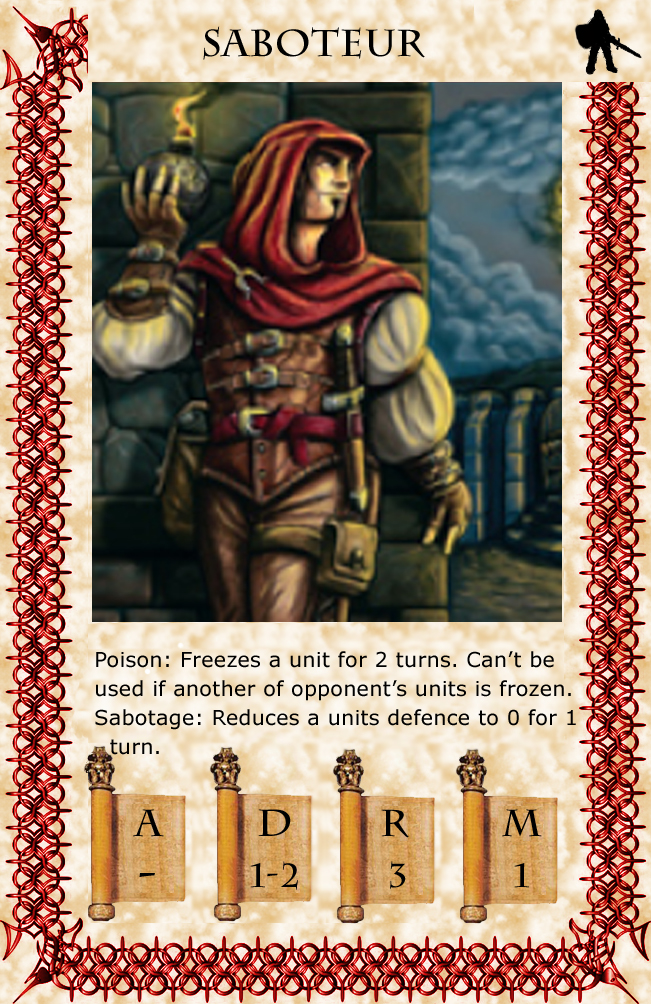 SABOTEUR
Poison: Freezes a unit for 2 turns. Can't be
used if another of opponent's units is frozen.
Sabotage: Reduces a units defence to 0 for 1
turn.
A D R M
- 1-2 3 1